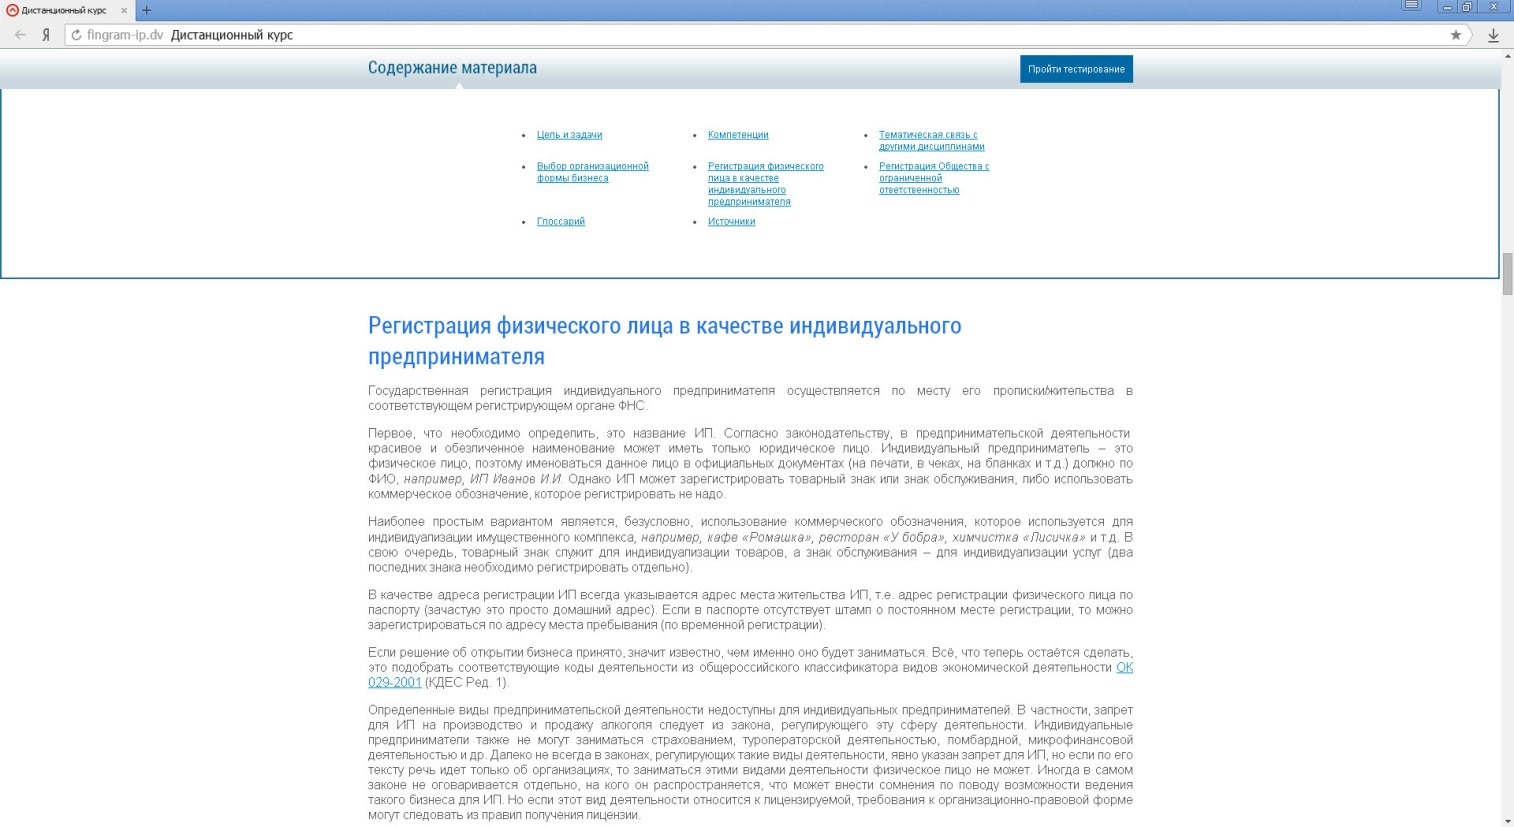 Дистанционный курс
fingram-ip.dv Дистанционный курс
Содержание материала
Пройти тестирование
Цель и задачи
Компетенции
Тематическая связь с
другими дисциплинами
Выбор организационной
формы бизнеса
Регистрация физического
лица в качестве
индивидуального
предпринимателя
Регистрация Общества с
ограниченной
ответственностью
Глоссарий
Источники
Регистрация физического лица в качестве индивидуального
предпринимателя
Государственная регистрация индивидуального предпринимателя осуществляется по месту его прописки/жительства в
соответствующем регистрирующем органе ФНС.
Первое, что необходимо определить, это название ИП. Согласно законодательству, в предпринимательской деятельности
красивое и обезличенное наименование может иметь только юридическое лицо. Индивидуальный предприниматель – это
физическое лицо, поэтому именоваться данное лицо в официальных документах (на печати, в чеках, на бланках и т.д.) должно по
ФИО, например, ИП Иванов И.И. Однако ИП может зарегистрировать товарный знак или знак обслуживания, либо использовать
коммерческое обозначение, которое регистрировать не надо.
Наиболее простым вариантом является, безусловно, использование коммерческого обозначения, которое используется для
индивидуализации имущественного комплекса, например, кафе «Ромашка», ресторан «У бобра», химчистка «Лисичка» и т.д. В
свою очередь, товарный знак служит для индивидуализации товаров, а знак обслуживания – для индивидуализации услуг (два
последних знака необходимо регистрировать отдельно).
В качестве адреса регистрации ИП всегда указывается адрес места жительства ИП, т.е. адрес регистрации физического лица по
паспорту (зачастую это просто домашний адрес). Если в паспорте отсутствует штамп о постоянном месте регистрации, то можно
зарегистрироваться по адресу места пребывания (по временной регистрации).
Если решение об открытии бизнеса принято, значит известно, чем именно оно будет заниматься. Всё, что теперь остаётся сделать,
это подобрать соответствующие коды деятельности из общероссийского классификатора видов экономической деятельности ОК
029-2001 (КДЕС Ред. 1).
Определенные виды предпринимательской деятельности недоступны для индивидуальных предпринимателей. В частности, запрет
для ИП на производство и продажу алкоголя следует из закона, регулирующего эту сферу деятельности. Индивидуальные
предприниматели также не могут заниматься страхованием, туроператорской деятельностью, ломбардной, микрофинансовой
деятельностью и др. Далеко не всегда в законах, регулирующих такие виды деятельности, явно указан запрет для ИП, но если по его
тексту речь идет только об организациях, то заниматься этими видами деятельности физическое лицо не может. Иногда в самом
законе не оговаривается отдельно, на кого он распространяется, что может внести сомнения по поводу возможности ведения
такого бизнеса для ИП. Но если этот вид деятельности относится к лицензируемой, требования к организационно-правовой форме
могут следовать из правил получения лицензии.